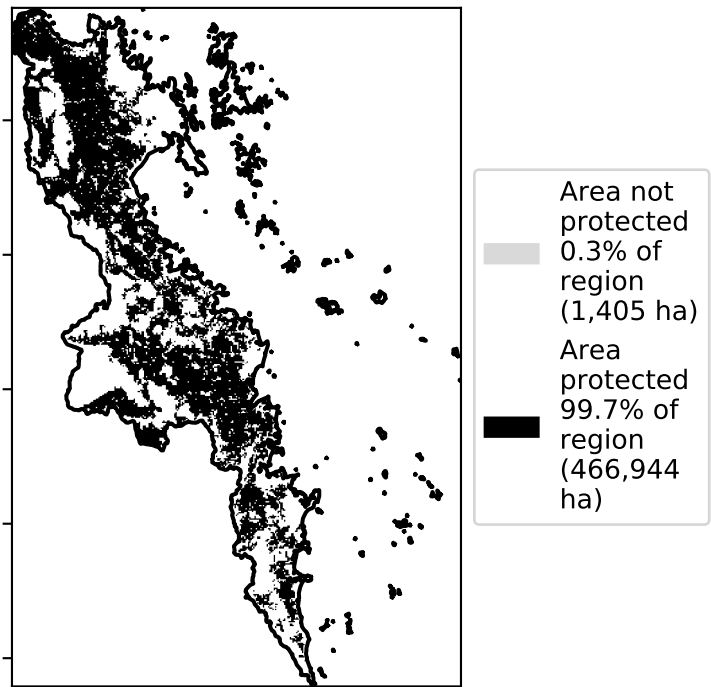 Area not
protected
0.3% of
region
(1,405 ha)
Area
protected
99.7% of
region
(466,944
ha)